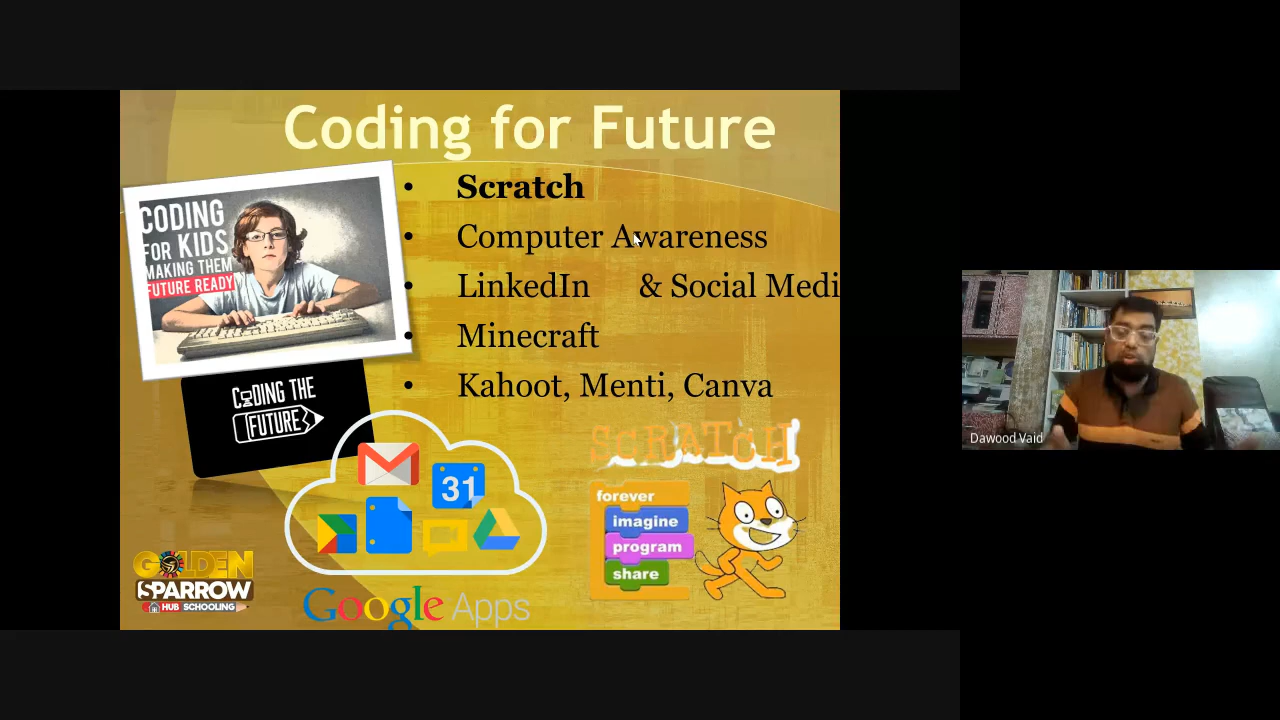 Coding for Future
• Scratch
• Computer Awareness
• LinkedIn & Social Medi
• Minecraft
• Kahoot, Menti, Canva
CODING
FOR KIDS
MAKING THEM
FUTURE READY
CODING THE
FUTURE
31
Google Apps
SCRATCH
forever
imagine
program
share
GOLDEN
SPARROW
HUB SCHOOLING
Dawood Vaid